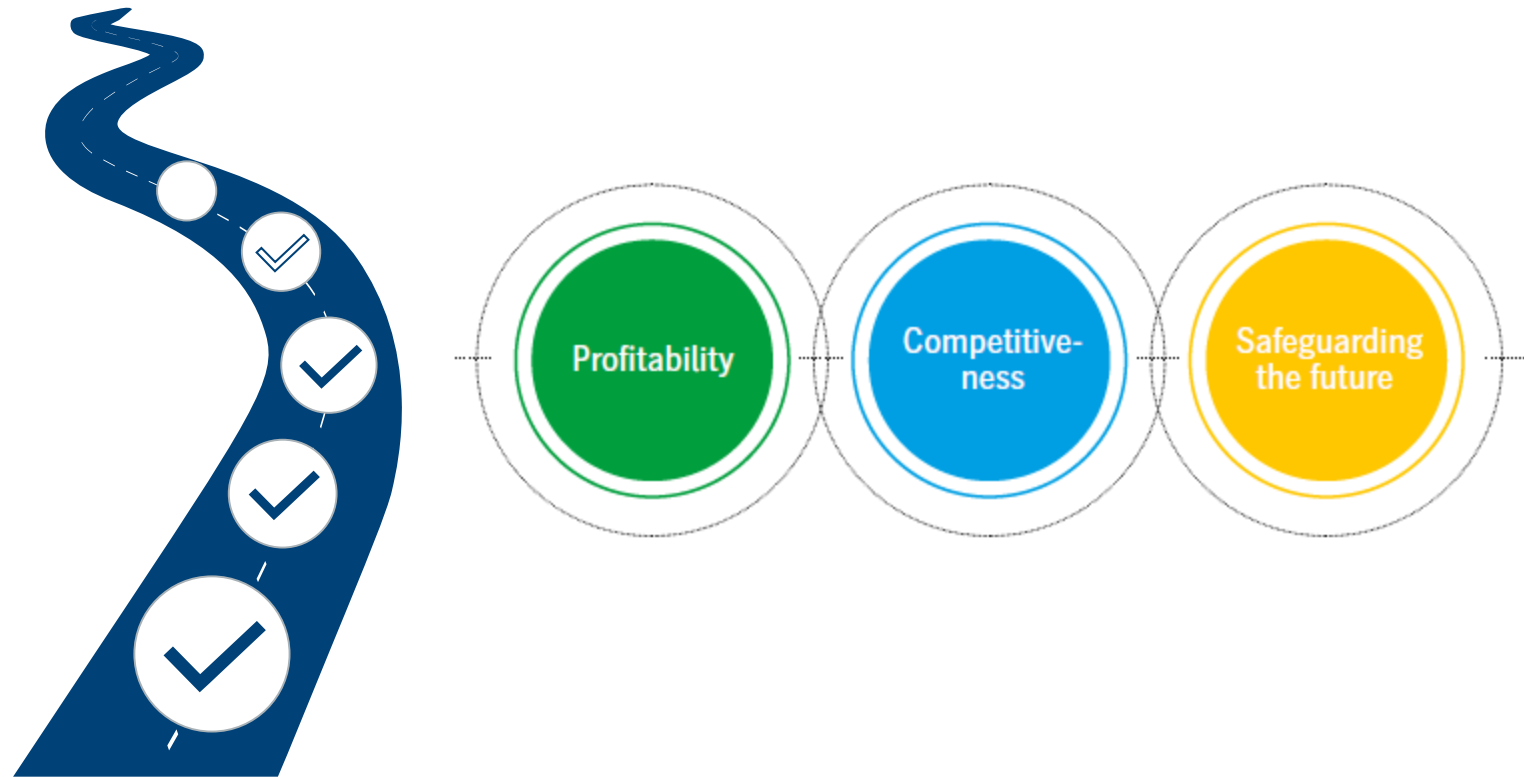 Profitability
Competitive-
ness
Safeguarding
the future